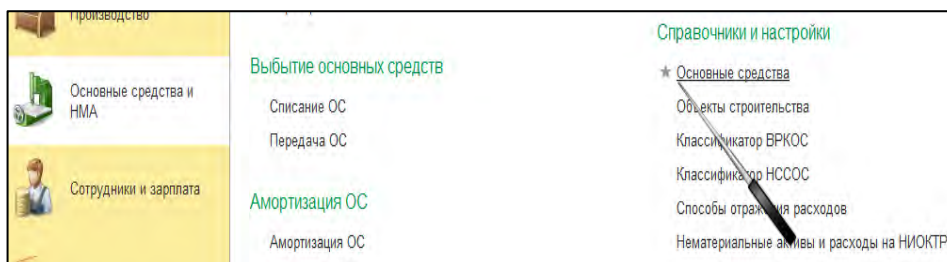 Производство
Основные средства и
НМА
Сотрудники и зарплата
Выбытие основных средств
Списание ОС
Передача ОС
Амортизация ОС
Амортизация ОС
Справочники и настройки
Основные средства
Объекты строительства
Классификатор ВРКОС
Классификатор НССОС
Способы отражения расходов
Нематериальные активы и расходы на НИОКТР